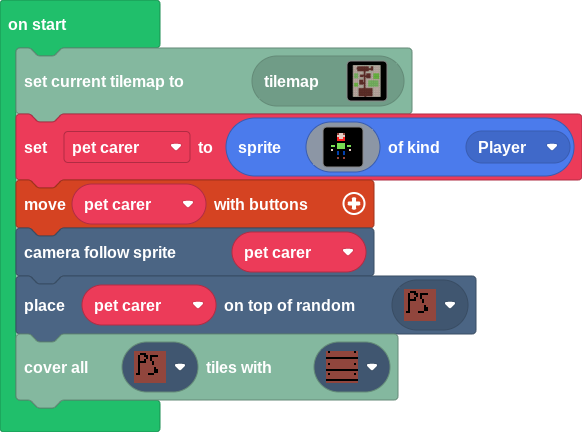 on start
set current tilemap to tilemap
set pet carer to sprite of kind Player
move pet carer with buttons
camera follow sprite pet carer
place pet carer on top of random
cover all tiles with